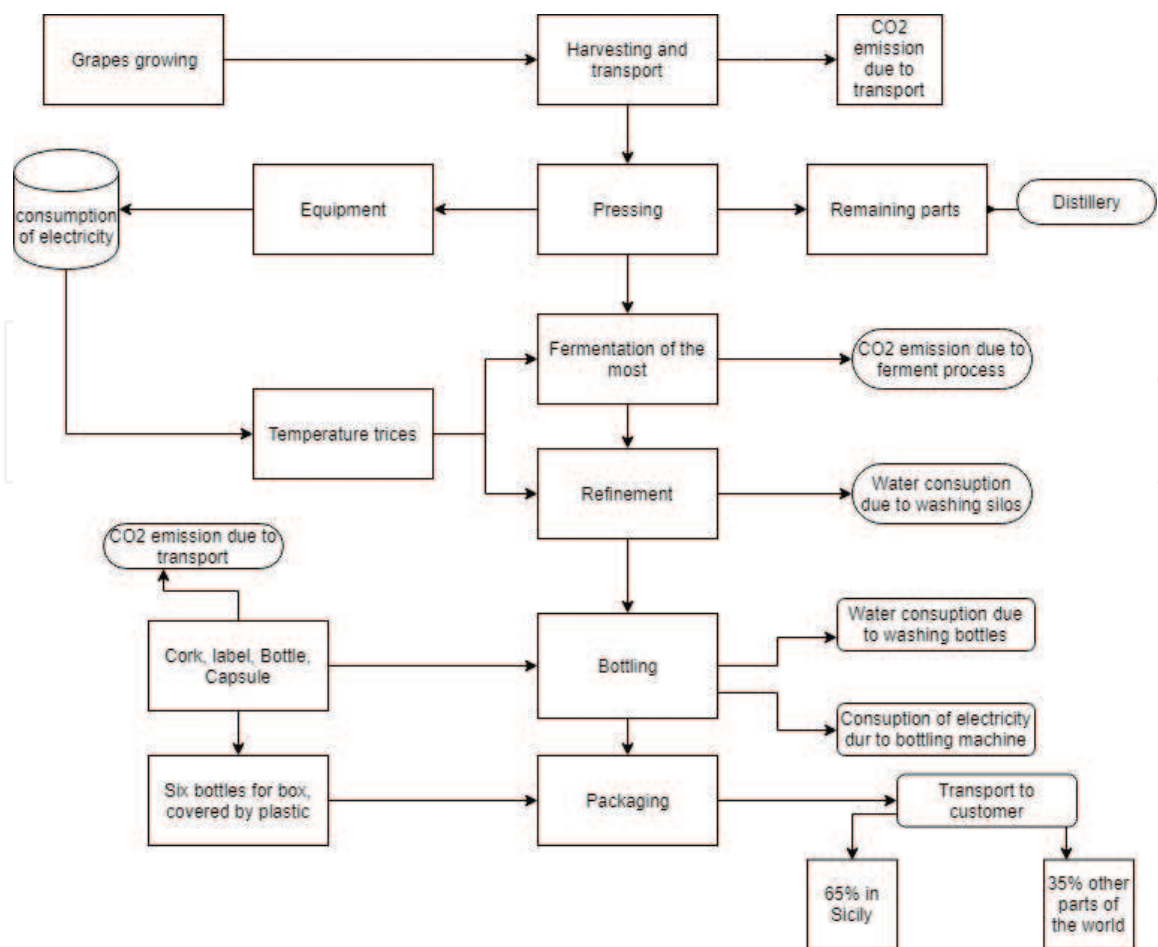 Grapes growing
Harvesting and
transport
CO2
emission
due to
transport
consumption
of electricity
Equipment
Pressing
Remaining parts
Distillery
Fermentation of the
most
CO2 emission due to
ferment process
Temperature trices
Refinement
Water consuption
due to washing silos
CO2 emission due to
transport
Cork, label, Bottle,
Capsule
Bottling
Water consuption due
to washing bottles
Consuption of electricity
dur to bottling machine
Six bottles for box,
covered by plastic
Packaging
Transport to
customer
65% in
Sicily
35% other
parts of
the world